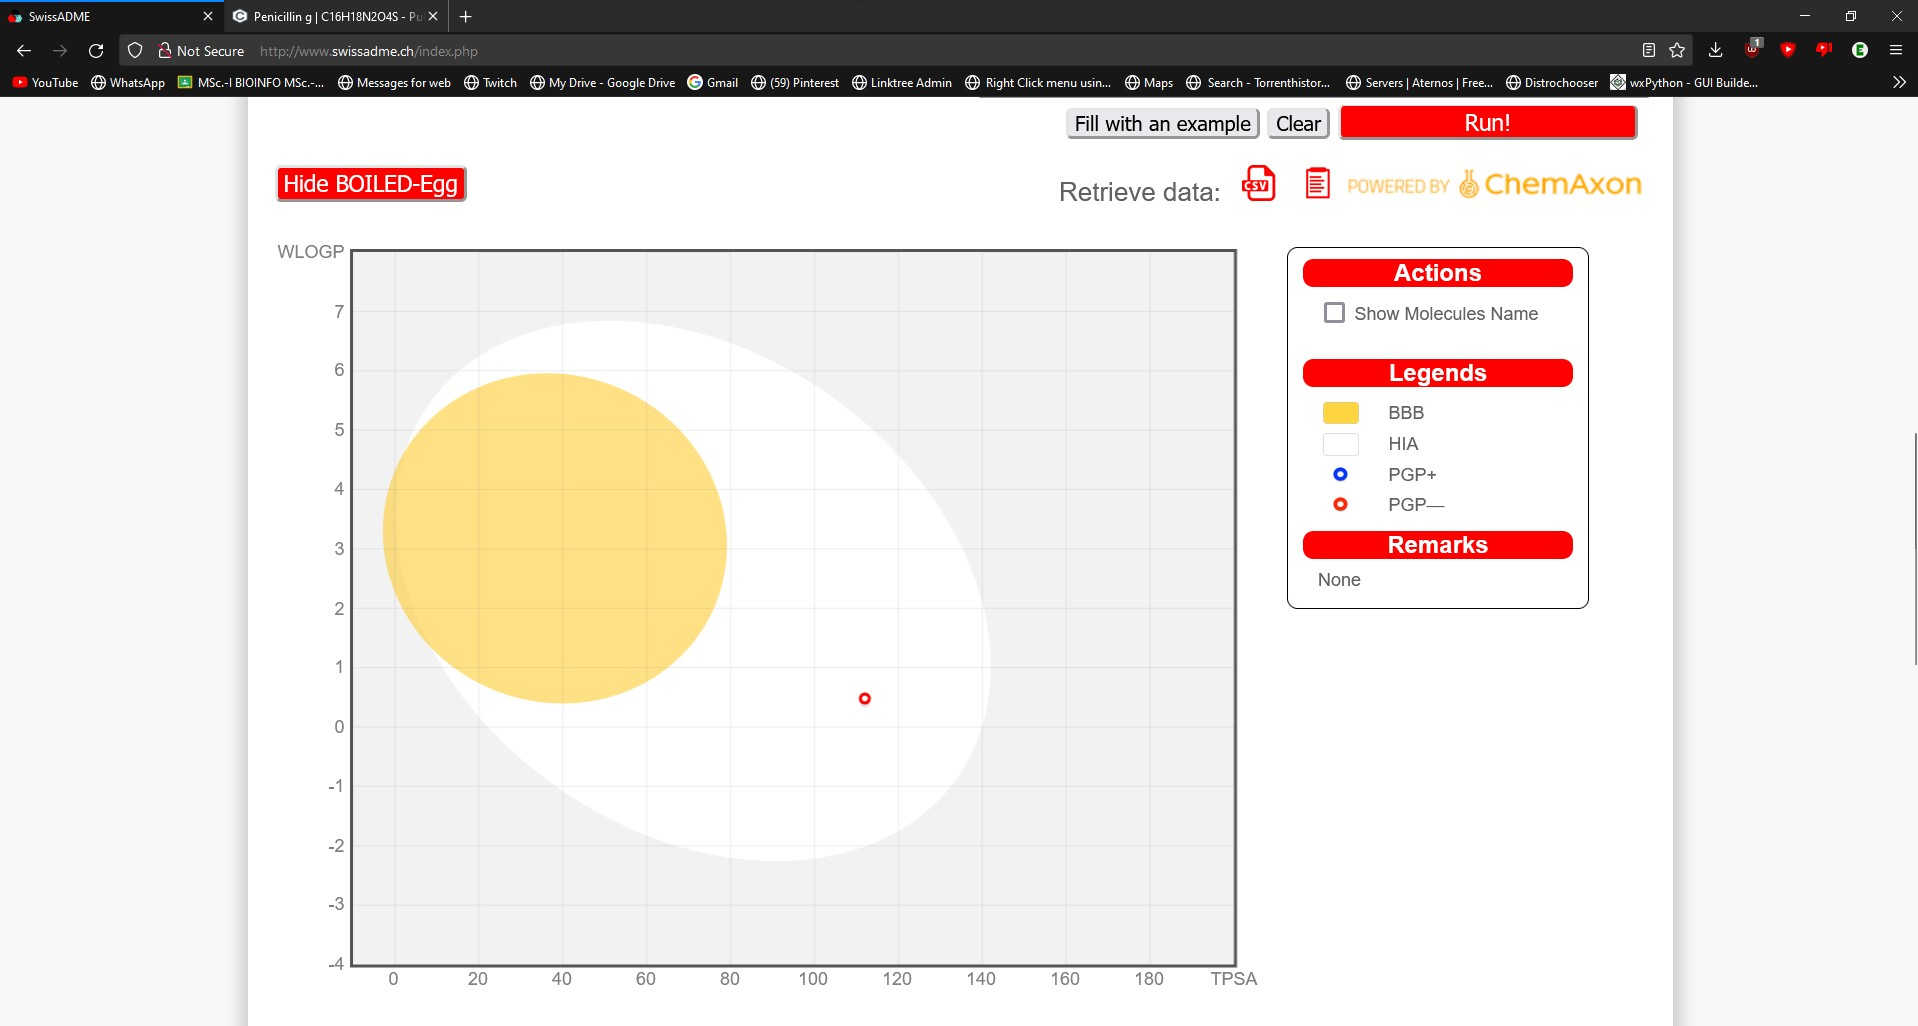 SwissADME
Penicillin g | C16H18N2O4S - Pu
Not Secure http://www.swissadme.ch/index.php
1
YouTube WhatsApp MSc.-I BIOINFO MSc.-... Messages for web Twitch My Drive - Google Drive Gmail (59) Pinterest Linktree Admin Right Click menu usin... Maps Search - Torrenthistor... Servers | Aternos | Free... Distrochooser wxPython - GUI Builde...
Fill with an example Clear Run!
Hide BOILED-Egg
Retrieve data: CSV POWERED BY ChemAxon
WLOGP
7
6
5
4
3
2
1
0
-1
-2
-3
-4
0 20 40 60 80 100 120 140 160 180 TPSA
Actions
Show Molecules Name
Legends
BBB
HIA
PGP+
PGP—
Remarks
None